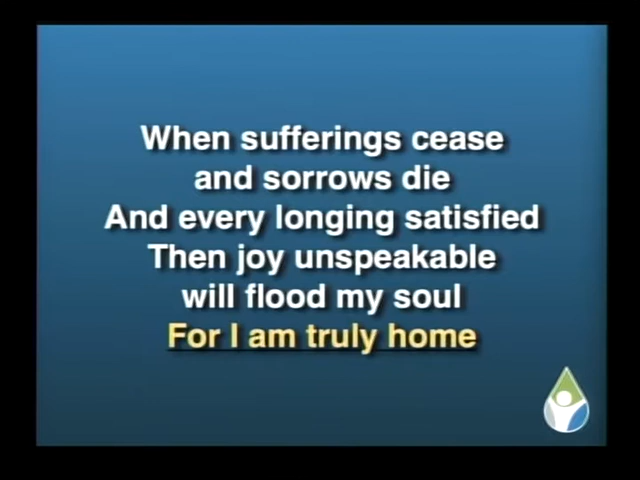 When sufferings cease
and sorrows die
And every longing satisfied
Then joy unspeakable
will flood my soul
For I am truly home